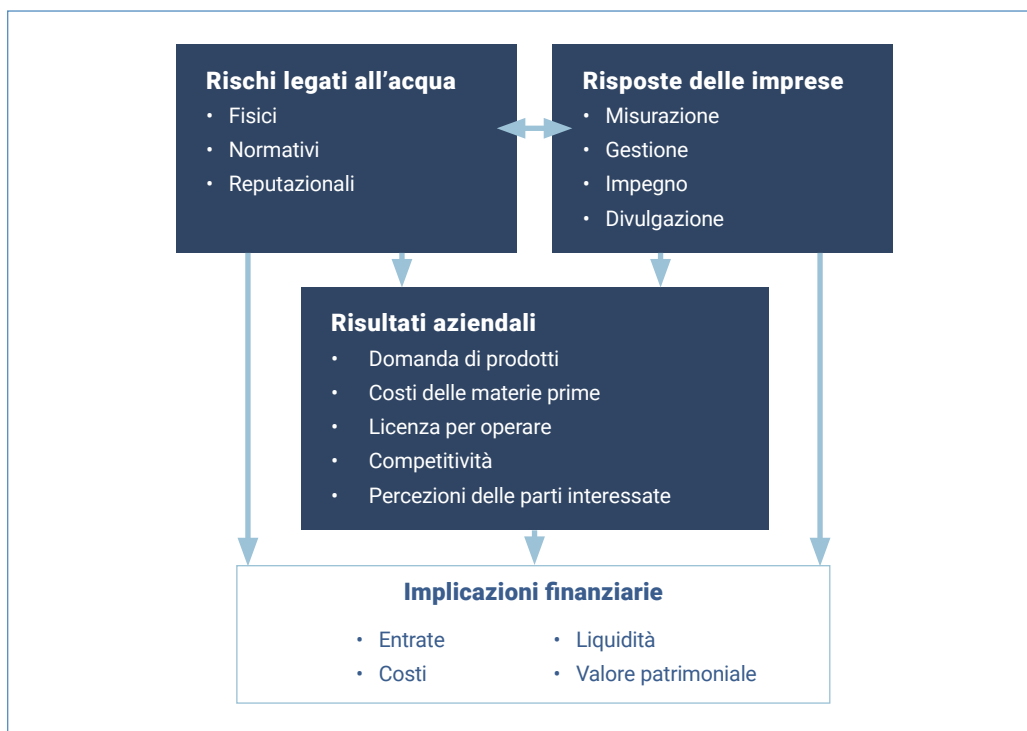 Rischi legati all’acqua
• Fisici
• Normativi
• Reputazionali
Risposte delle imprese
• Misurazione
• Gestione
• Impegno
• Divulgazione
Risultati aziendali
• Domanda di prodotti
• Costi delle materie prime
• Licenza per operare
• Competitività
• Percezioni delle parti interessate
Implicazioni finanziarie
• Entrate
• Costi
• Liquidità
• Valore patrimoniale